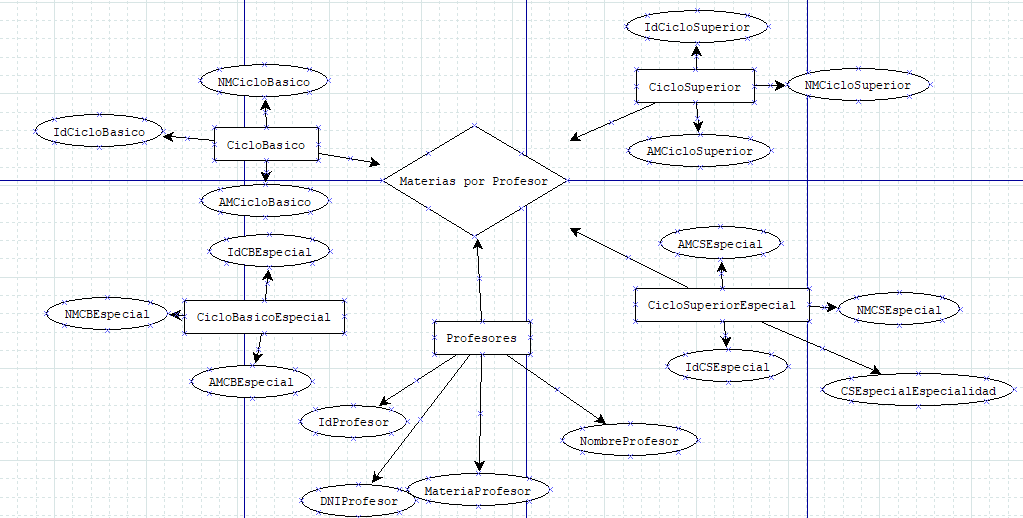 IdCicloSuperior
NMCicloBasico
CicloSuperior
NMCicloSuperior
IdCicloBasico
CicloBasico
AMCicloSuperior
Materias por Profesor
AMCicloBasico
IdCBEspecial
AMCSEspecial
NMCBEspecial
CicloBasicoEspecial
CicloSuperiorEspecial
NMCSEspecial
Profesores
IdCSEspecial
AMCBEspecial
CSEspecialEspecialidad
IdProfesor
NombreProfesor
DNIProfesor
MateriaProfesor